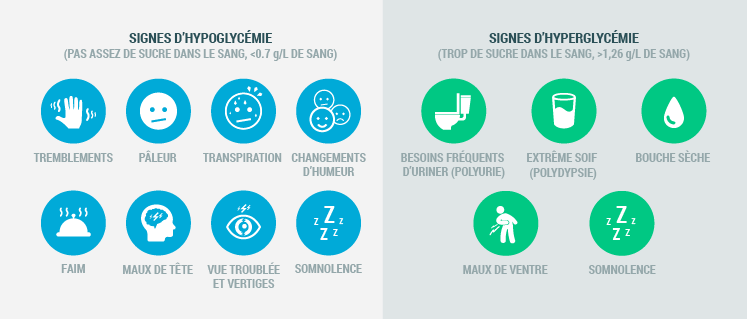 SIGNES D'HYPOGLYCÉMIE
(PAS ASSEZ DE SUCRE DANS LE SANG, <0.7 g/L DE SANG)
TREMBLEMENTS
PÂLEUR
TRANSPIRATION
CHANGEMENTS
D'HUMEUR
FAIM
MAUX DE TÊTE
VUE TROUBLÉE
ET VERTIGES
Z Z Z Z Z
SOMNOLENCE
SIGNES D'HYPERGLYCÉMIE
(TROP DE SUCRE DANS LE SANG, >1,26 g/L DE SANG)
BESOINS FRÉQUENTS
D'URINER (POLYURIE)
EXTRÊME SOIF
(POLYDYPSIE)
BOUCHE SÈCHE
MAUX DE VENTRE
Z Z Z Z Z
SOMNOLENCE